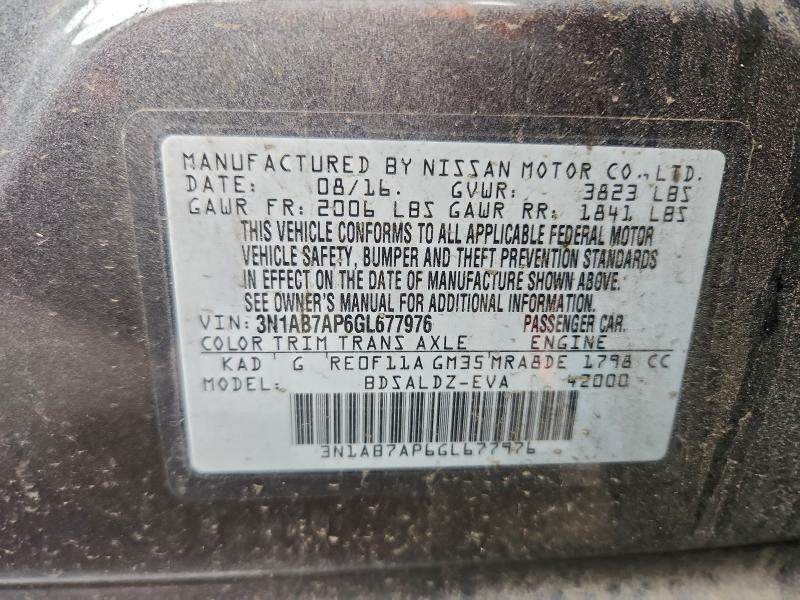 MANUFACTURED BY NISSAN MOTOR CO.,LTD.
DATE: 08/16. GVWR: 3823 LBS
GAWR FR: 2006 LBS GAWR RR: 1841 LBS
THIS VEHICLE CONFORMS TO ALL APPLICABLE FEDERAL MOTOR
VEHICLE SAFETY, BUMPER AND THEFT PREVENTION STANDARDS
IN EFFECT ON THE DATE OF MANUFACTURE SHOWN ABOVE.
SEE OWNER'S MANUAL FOR ADDITIONAL INFORMATION.
VIN: 3N1AB7AP6GL677976 PASSENGER CAR.
COLOR TRIM TRANS AXLE ENGINE
KAD G RE0F11A GM35 MRA8DE 1798 CC
MODEL: BDSALDZ-EVA 42000
3N1AB7AP6GL677976